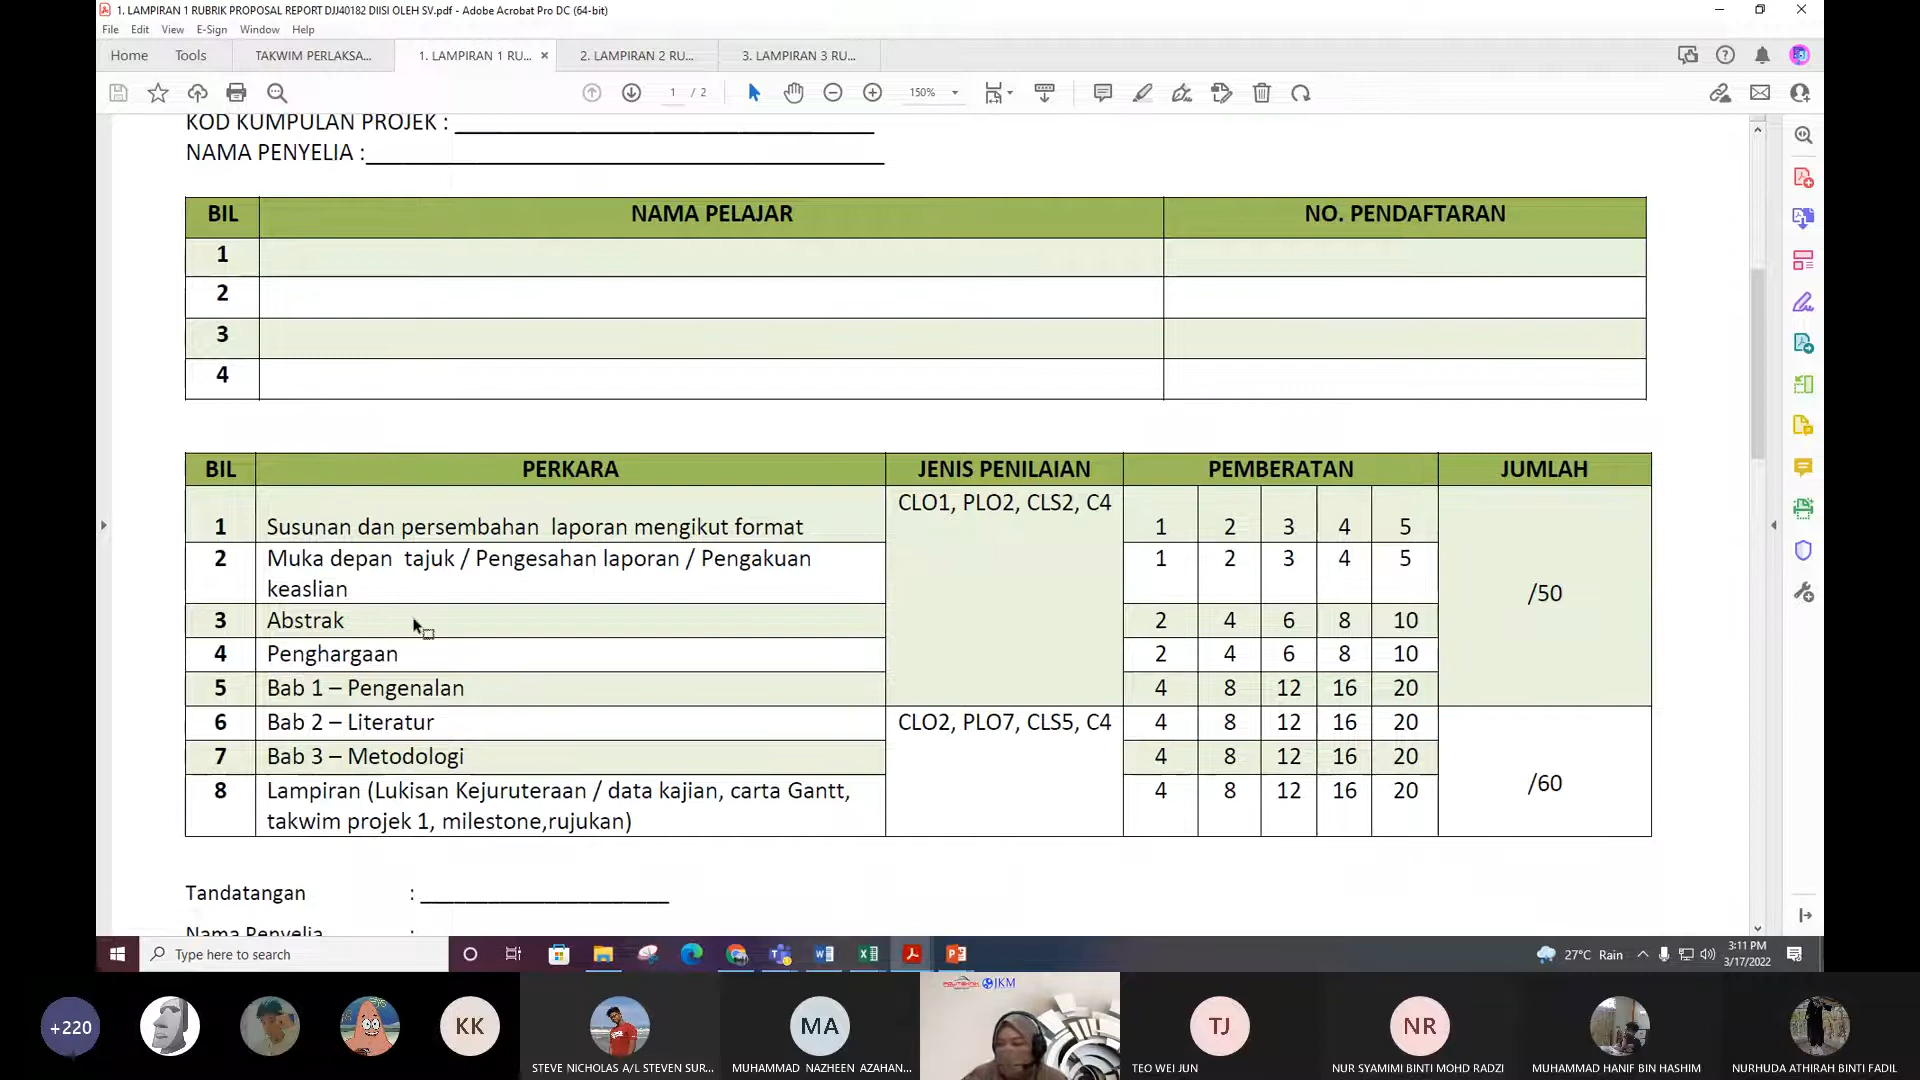 1. LAMPIRAN 1 RUBRIK PROPOSAL REPORT DJJ40182 DIISI OLEH SV.pdf - Adobe Acrobat Pro DC (64-bit)
File Edit View E-Sign Window Help
Home Tools TAKWIM PERLAKSA... 1. LAMPIRAN 1 RU... × 2. LAMPIRAN 2 RU... 3. LAMPIRAN 3 RU...
1 / 2 150%
KOD KUMPULAN PROJEK : ____________________
NAMA PENYELIA :____________________
BIL NAMA PELAJAR NO. PENDAFTARAN
1
2
3
4
BIL PERKARA JENIS PENILAIAN PEMBERATAN JUMLAH
1 Susunan dan persembahan laporan mengikut format CLO1, PLO2, CLS2, C4 1 2 3 4 5
2 Muka depan tajuk / Pengesahan laporan / Pengakuan 1 2 3 4 5
keaslian
/50
3 Abstrak 2 4 6 8 10
4 Penghargaan 2 4 6 8 10
5 Bab 1 – Pengenalan 4 8 12 16 20
6 Bab 2 – Literatur CLO2, PLO7, CLS5, C4 4 8 12 16 20
7 Bab 3 – Metodologi 4 8 12 16 20
/60
8 Lampiran (Lukisan Kejuruteraan / data kajian, carta Gantt, 4 8 12 16 20
takwim projek 1, milestone,rujukan)
Tandatangan : ____________________
Nama Penyelia :
Type here to search
27°C Rain
3:11 PM
3/17/2022
+220
KK
MA
POLITEKNIK JKM
TJ
NR
STEVE NICHOLAS A/L STEVEN SUR...
MUHAMMAD NAZHEEN AZAHAN...
TEO WEI JUN
NUR SYAMIMI BINTI MOHD RADZI
MUHAMMAD HANIF BIN HASHIM
NURHUDA ATHIRAH BINTI FADIL